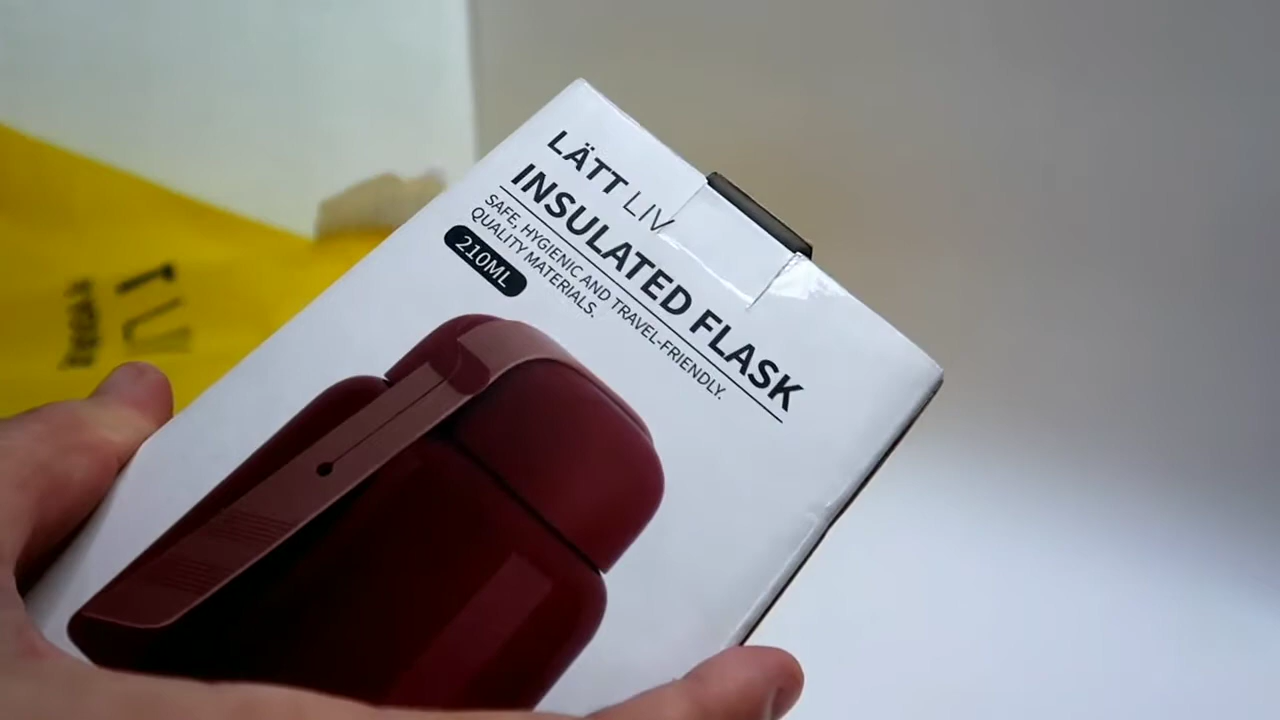 LÄTT LIV
INSULATED FLASK
SAFE, HYGIENIC AND TRAVEL-FRIENDLY.
QUALITY MATERIALS.
210ML